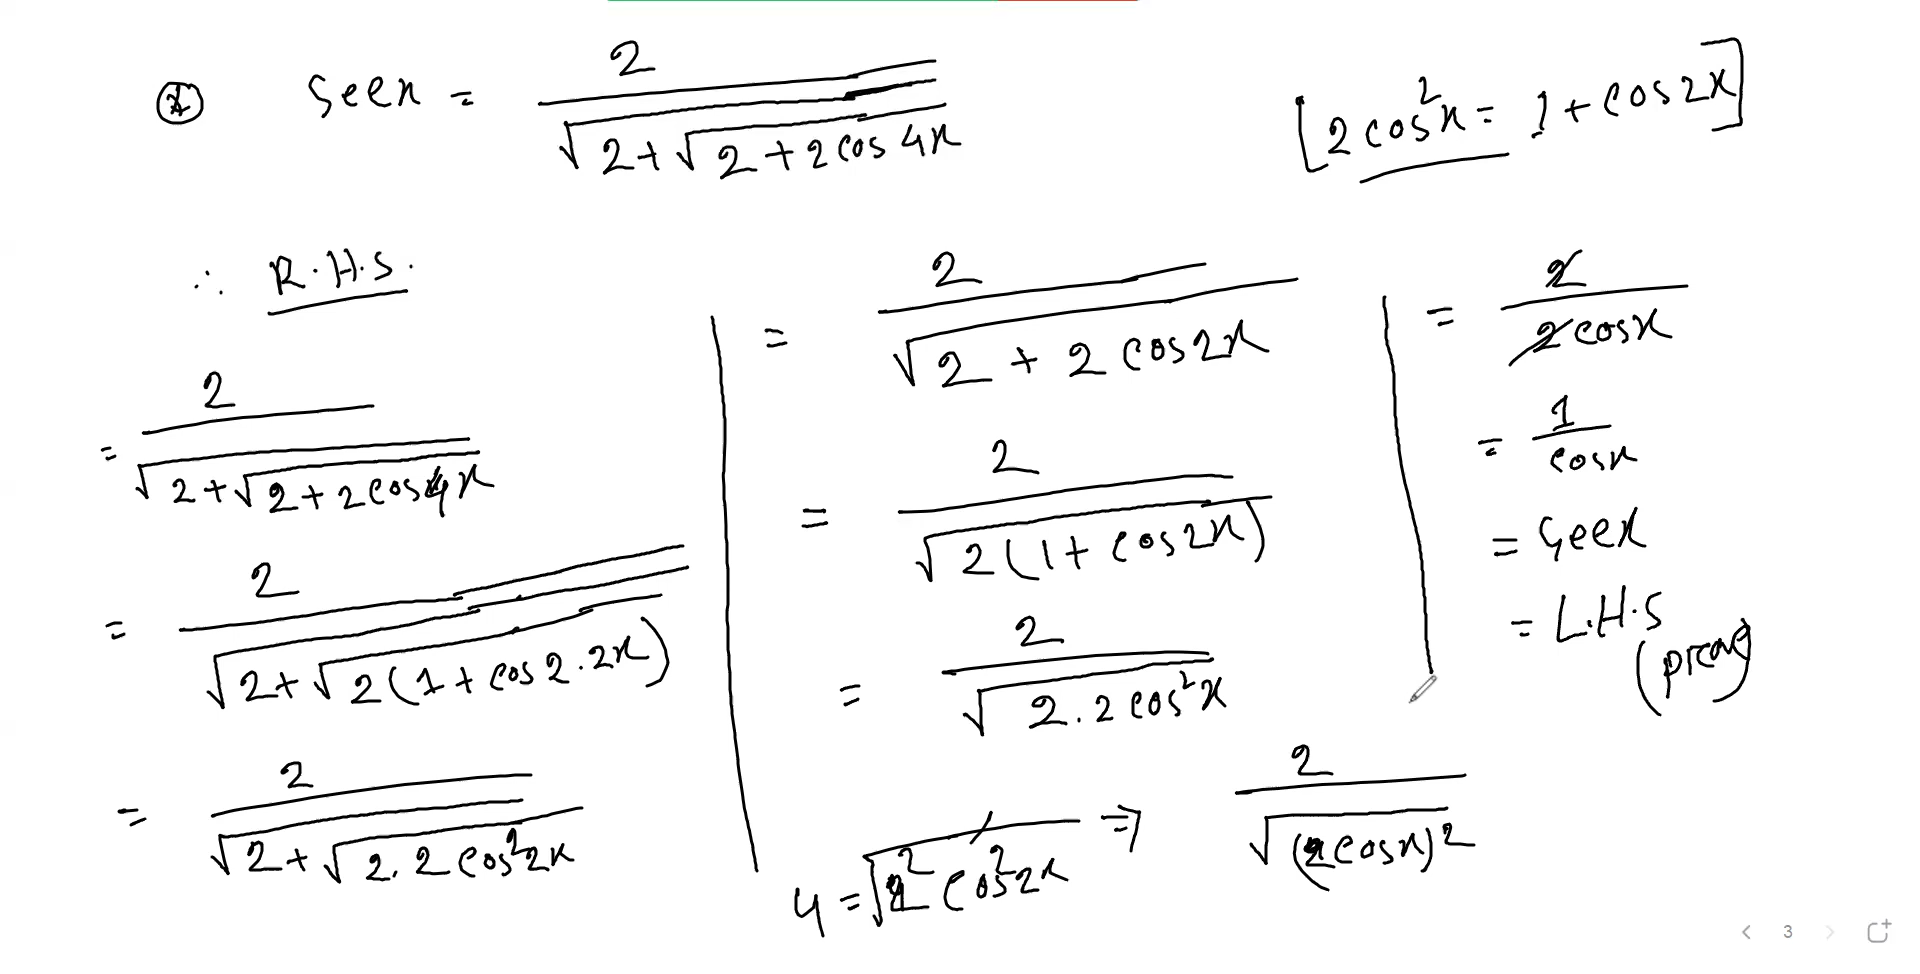 secx = 2/√(2+√(2+2cos4x))
[2cos²x = 1+cos2x]
∴ R.H.S.
= 2/√(2+√(2+2cos4x))
= 2/√(2+√(2(1+cos2.2x)))
= 2/√(2+√(2.2cos²2x))
= 2/√(2+2cos2x)
= 2/√(2(1+cos2x))
= 2/√(2.2cos²x)
4 = √(2²cos²2x) ⇒ 2/√((2cosx)²)
= 2/2cosx
= 1/cosx
= secx
= L.H.S
(prove)
3